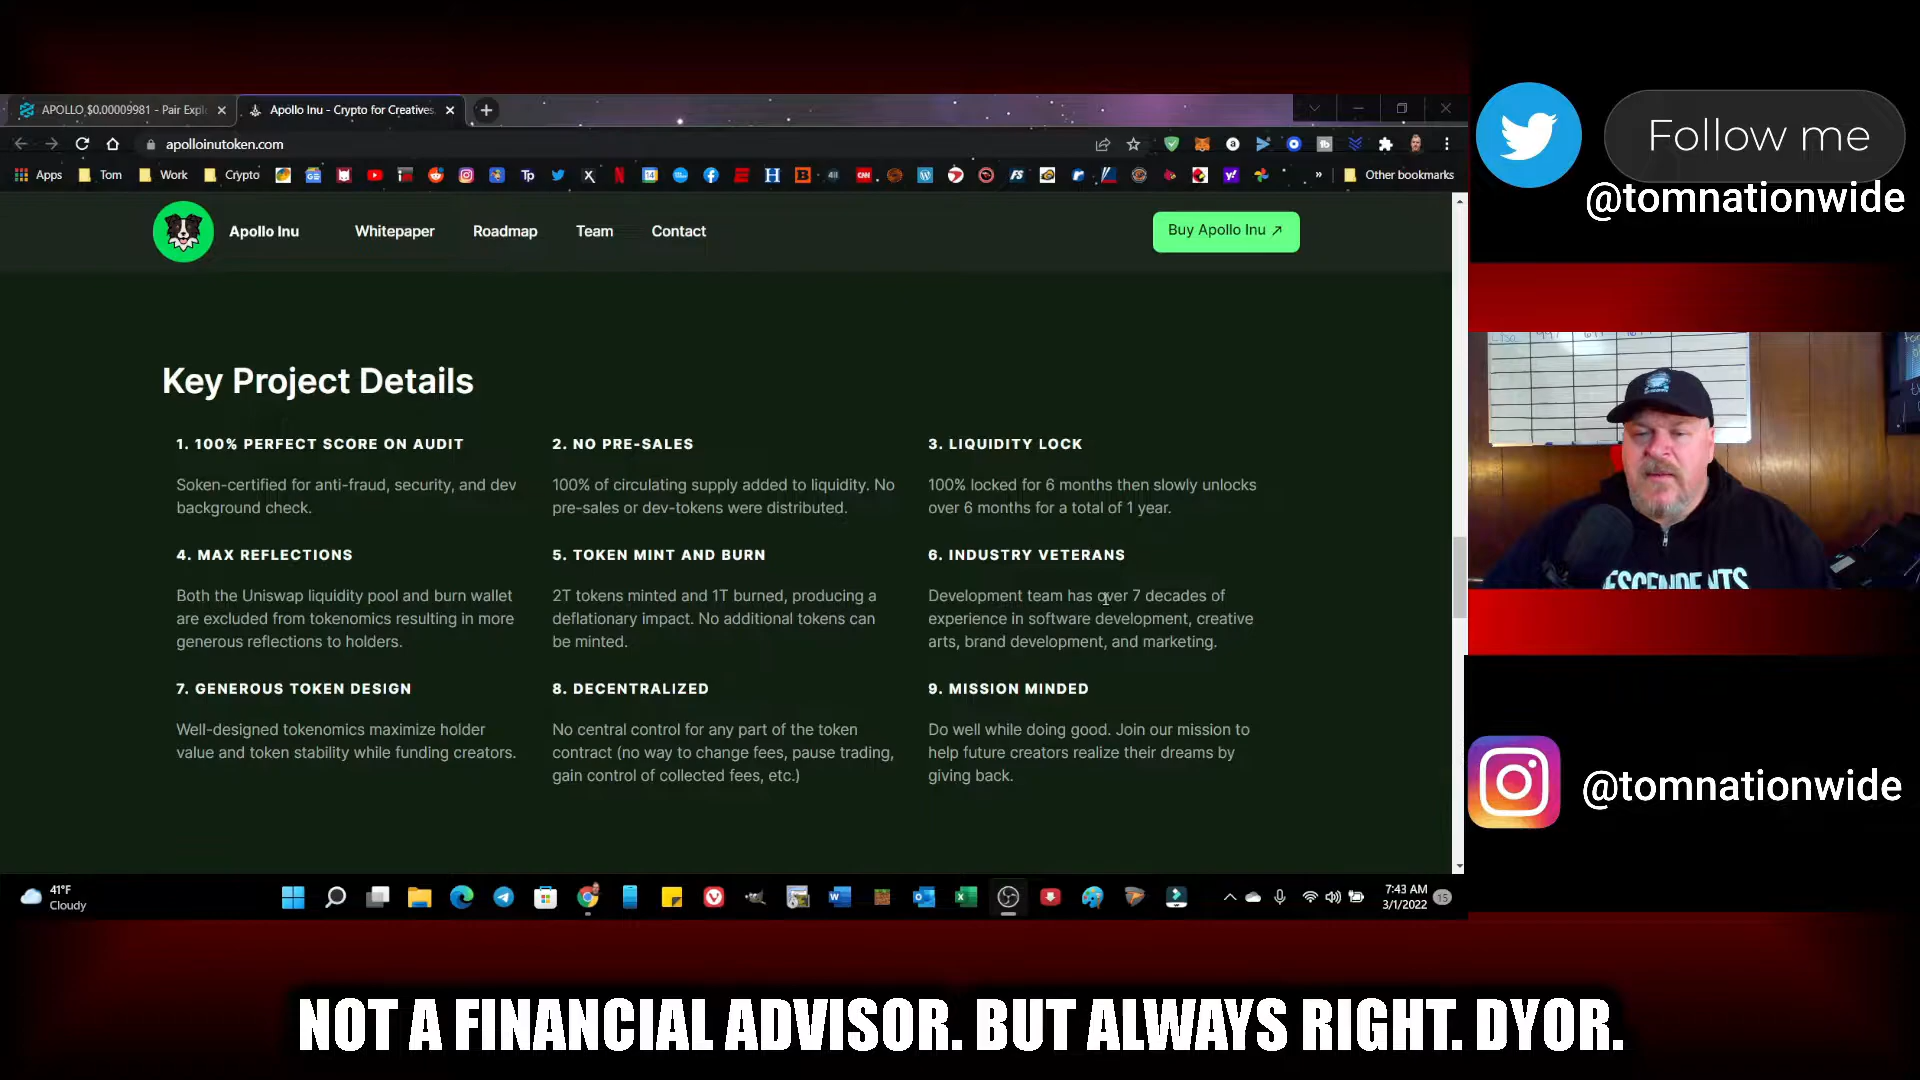 APOLLO $0.00009981 - Pair Expl
Apollo Inu - Crypto for Creatives
apolloinutoken.com
Apps
Tom
Work
Crypto
Other bookmarks
Apollo Inu
Whitepaper
Roadmap
Team
Contact
Buy Apollo Inu ↗
Key Project Details
1. 100% PERFECT SCORE ON AUDIT
Soken-certified for anti-fraud, security, and dev
background check.
2. NO PRE-SALES
100% of circulating supply added to liquidity. No
pre-sales or dev-tokens were distributed.
3. LIQUIDITY LOCK
100% locked for 6 months then slowly unlocks
over 6 months for a total of 1 year.
4. MAX REFLECTIONS
Both the Uniswap liquidity pool and burn wallet
are excluded from tokenomics resulting in more
generous reflections to holders.
5. TOKEN MINT AND BURN
2T tokens minted and 1T burned, producing a
deflationary impact. No additional tokens can
be minted.
6. INDUSTRY VETERANS
Development team has over 7 decades of
experience in software development, creative
arts, brand development, and marketing.
7. GENEROUS TOKEN DESIGN
Well-designed tokenomics maximize holder
value and token stability while funding creators.
8. DECENTRALIZED
No central control for any part of the token
contract (no way to change fees, pause trading,
gain control of collected fees, etc.)
9. MISSION MINDED
Do well while doing good. Join our mission to
help future creators realize their dreams by
giving back.
41°F
Cloudy
7:43 AM
3/1/2022
15
Follow me
@tomnationwide
@tomnationwide
NOT A FINANCIAL ADVISOR. BUT ALWAYS RIGHT. DYOR.